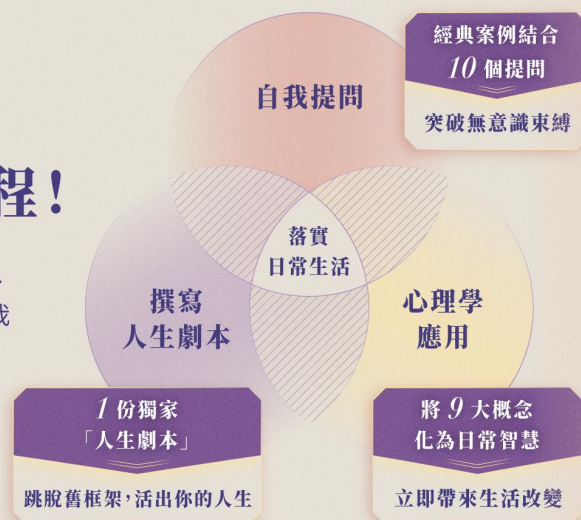 經典案例結合
10 個提問
突破無意識束縛
自我提問
程！
我
落實
日常生活
撰寫
人生劇本
心理學
應用
1 份獨家
「人生劇本」
跳脫舊框架，活出你的人生
將 9 大概念
化為日常智慧
立即帶來生活改變